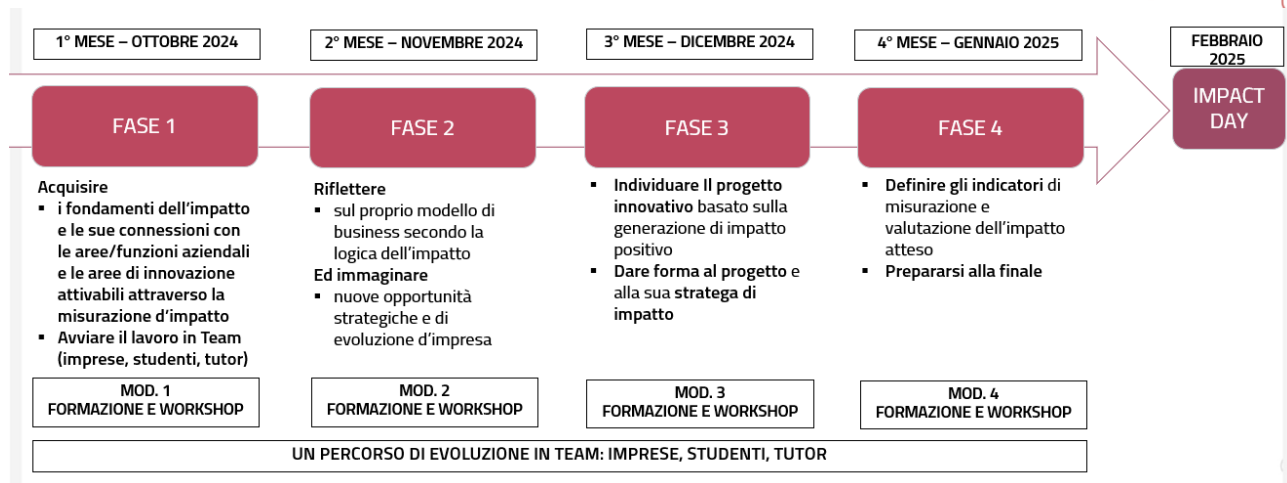 1° MESE – OTTOBRE 2024
2° MESE – NOVEMBRE 2024
3° MESE – DICEMBRE 2024
4° MESE – GENNAIO 2025
FEBBRAIO
2025
FASE 1
FASE 2
FASE 3
FASE 4
IMPACT
DAY
Acquisire
▪ i fondamenti dell’impatto
e le sue connessioni con
le aree/funzioni aziendali
e le aree di innovazione
attivabili attraverso la
misurazione d’impatto
▪ Avviare il lavoro in Team
(imprese, studenti, tutor)
Riflettere
▪ sul proprio modello di
business secondo la
logica dell’impatto
Ed immaginare
▪ nuove opportunità
strategiche e di
evoluzione d’impresa
▪ Individuare Il progetto
innovativo basato sulla
generazione di impatto
positivo
▪ Dare forma al progetto e
alla sua stratega di
impatto
▪ Definire gli indicatori di
misurazione e
valutazione dell’impatto
atteso
▪ Prepararsi alla finale
MOD. 1
FORMAZIONE E WORKSHOP
MOD. 2
FORMAZIONE E WORKSHOP
MOD. 3
FORMAZIONE E WORKSHOP
MOD. 4
FORMAZIONE E WORKSHOP
UN PERCORSO DI EVOLUZIONE IN TEAM: IMPRESE, STUDENTI, TUTOR